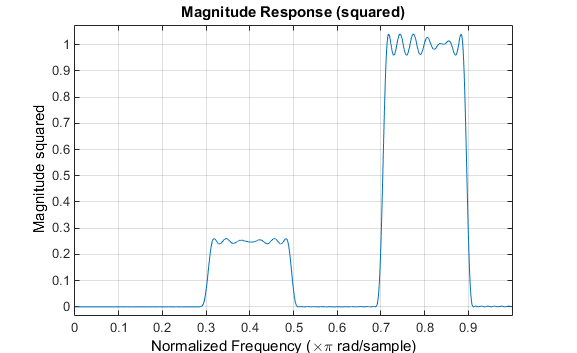 Magnitude Response (squared)
1
0.9
0.8
0.7
0.6
0.5
0.4
0.3
0.2
0.1
0
Magnitude squared
0 0.1 0.2 0.3 0.4 0.5 0.6 0.7 0.8 0.9
Normalized Frequency (×π rad/sample)